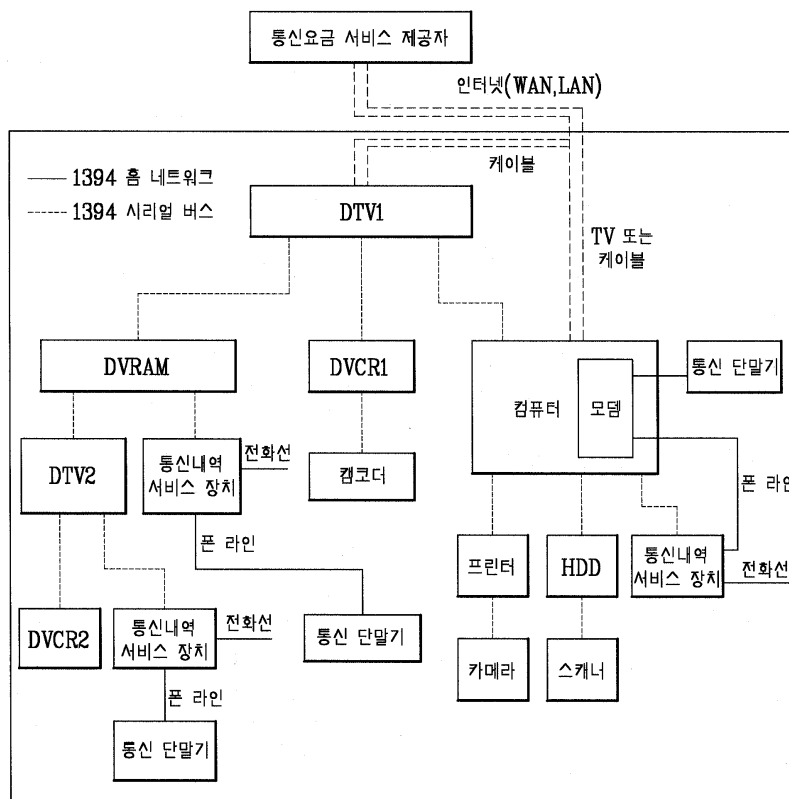 통신요금 서비스 제공자
인터넷(WAN,LAN)
케이블
1394 홈 네트워크
1394 시리얼 버스
DTV1
TV 또는
케이블
DVRAM
DVCR1
컴퓨터
모뎀
통신 단말기
DTV2
통신내역
서비스 장치
전화선
캠코더
폰 라인
폰 라인
프린터
HDD
통신내역
서비스 장치
전화선
DVCR2
통신내역
서비스 장치
전화선
통신 단말기
카메라
스캐너
폰 라인
통신 단말기